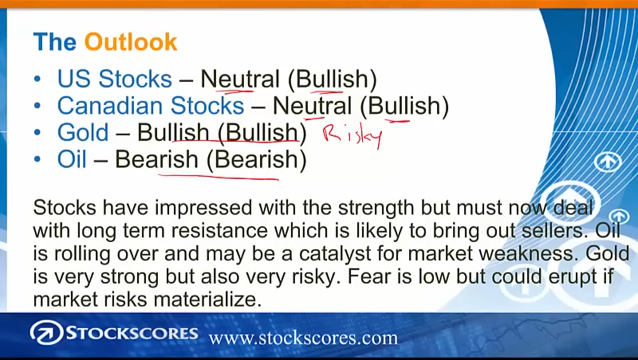 The Outlook
• US Stocks – Neutral (Bullish)
• Canadian Stocks – Neutral (Bullish)
• Gold – Bullish (Bullish) Risky
• Oil – Bearish (Bearish)
Stocks have impressed with the strength but must now deal
with long term resistance which is likely to bring out sellers. Oil
is rolling over and may be a catalyst for market weakness. Gold
is very strong but also very risky. Fear is low but could erupt if
market risks materialize.
STOCKSCORES www.stockscores.com